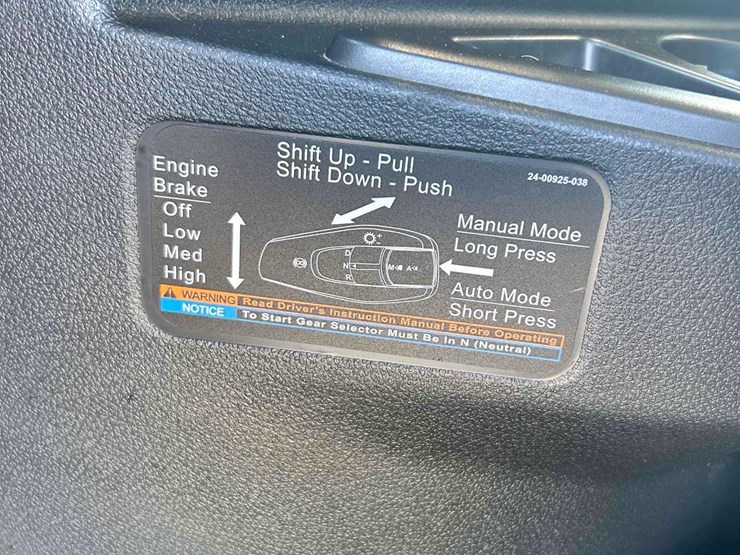 Shift Up - Pull
Shift Down - Push
24-00925-038
Engine
Brake
Off
Low
Med
High
D
N
R
M
A
Manual Mode
Long Press
Auto Mode
Short Press
WARNING Read Driver's Instruction Manual Before Operating
NOTICE To Start Gear Selector Must Be In N (Neutral)